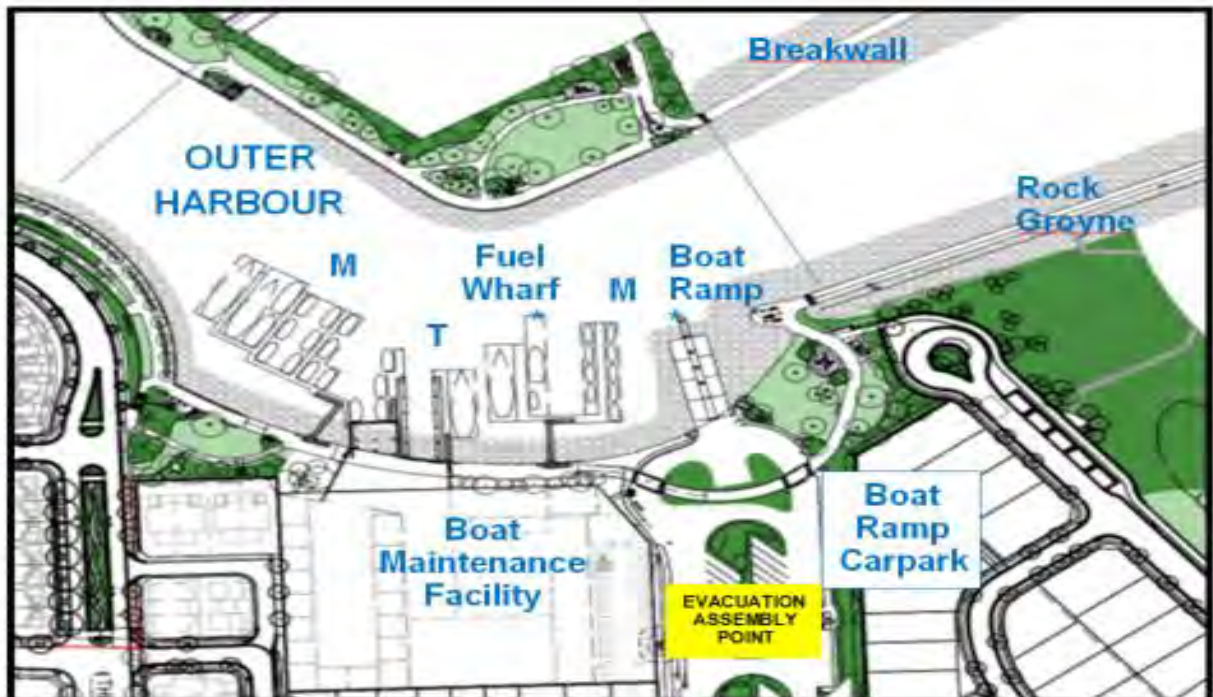 Breakwall
OUTER
HARBOUR
Rock
Groyne
M
Fuel
Wharf
M
Boat
Ramp
T
Boat
Maintenance
Facility
Boat
Ramp
Carpark
EVACUATION
ASSEMBLY
POINT